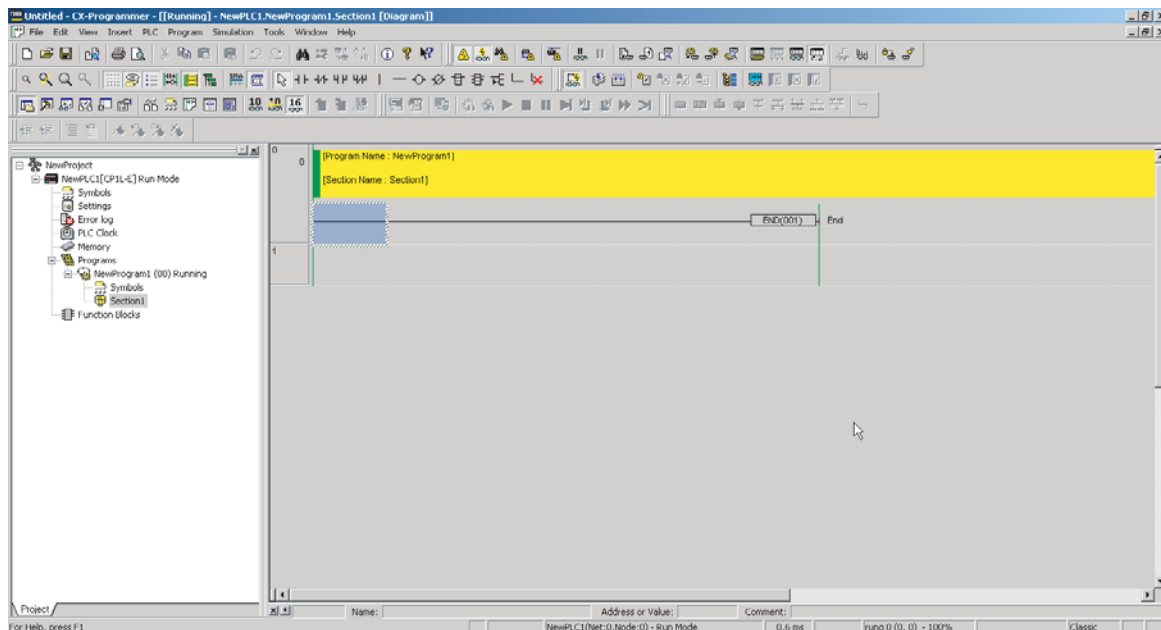 Untitled - CX-Programmer - [[Running] - NewPLC1.NewProgram1.Section1 [Diagram]]
File Edit View Insert PLC Program Simulation Tools Window Help
10 16
NewProject
NewPLC1[CP1L-E] Run Mode
Symbols
Settings
Error log
PLC Clock
Memory
Programs
NewProgram1 (00) Running
Symbols
Section1
Function Blocks
0
0
[Program Name : NewProgram1]
[Section Name : Section1]
END(001)
End
1
Project
Name:
Address or Value:
Comment:
For Help, press F1
NewPLC1(Net:0,Node:0) - Run Mode
0.6 ms
rung 0 (0, 0) - 100%
Classic